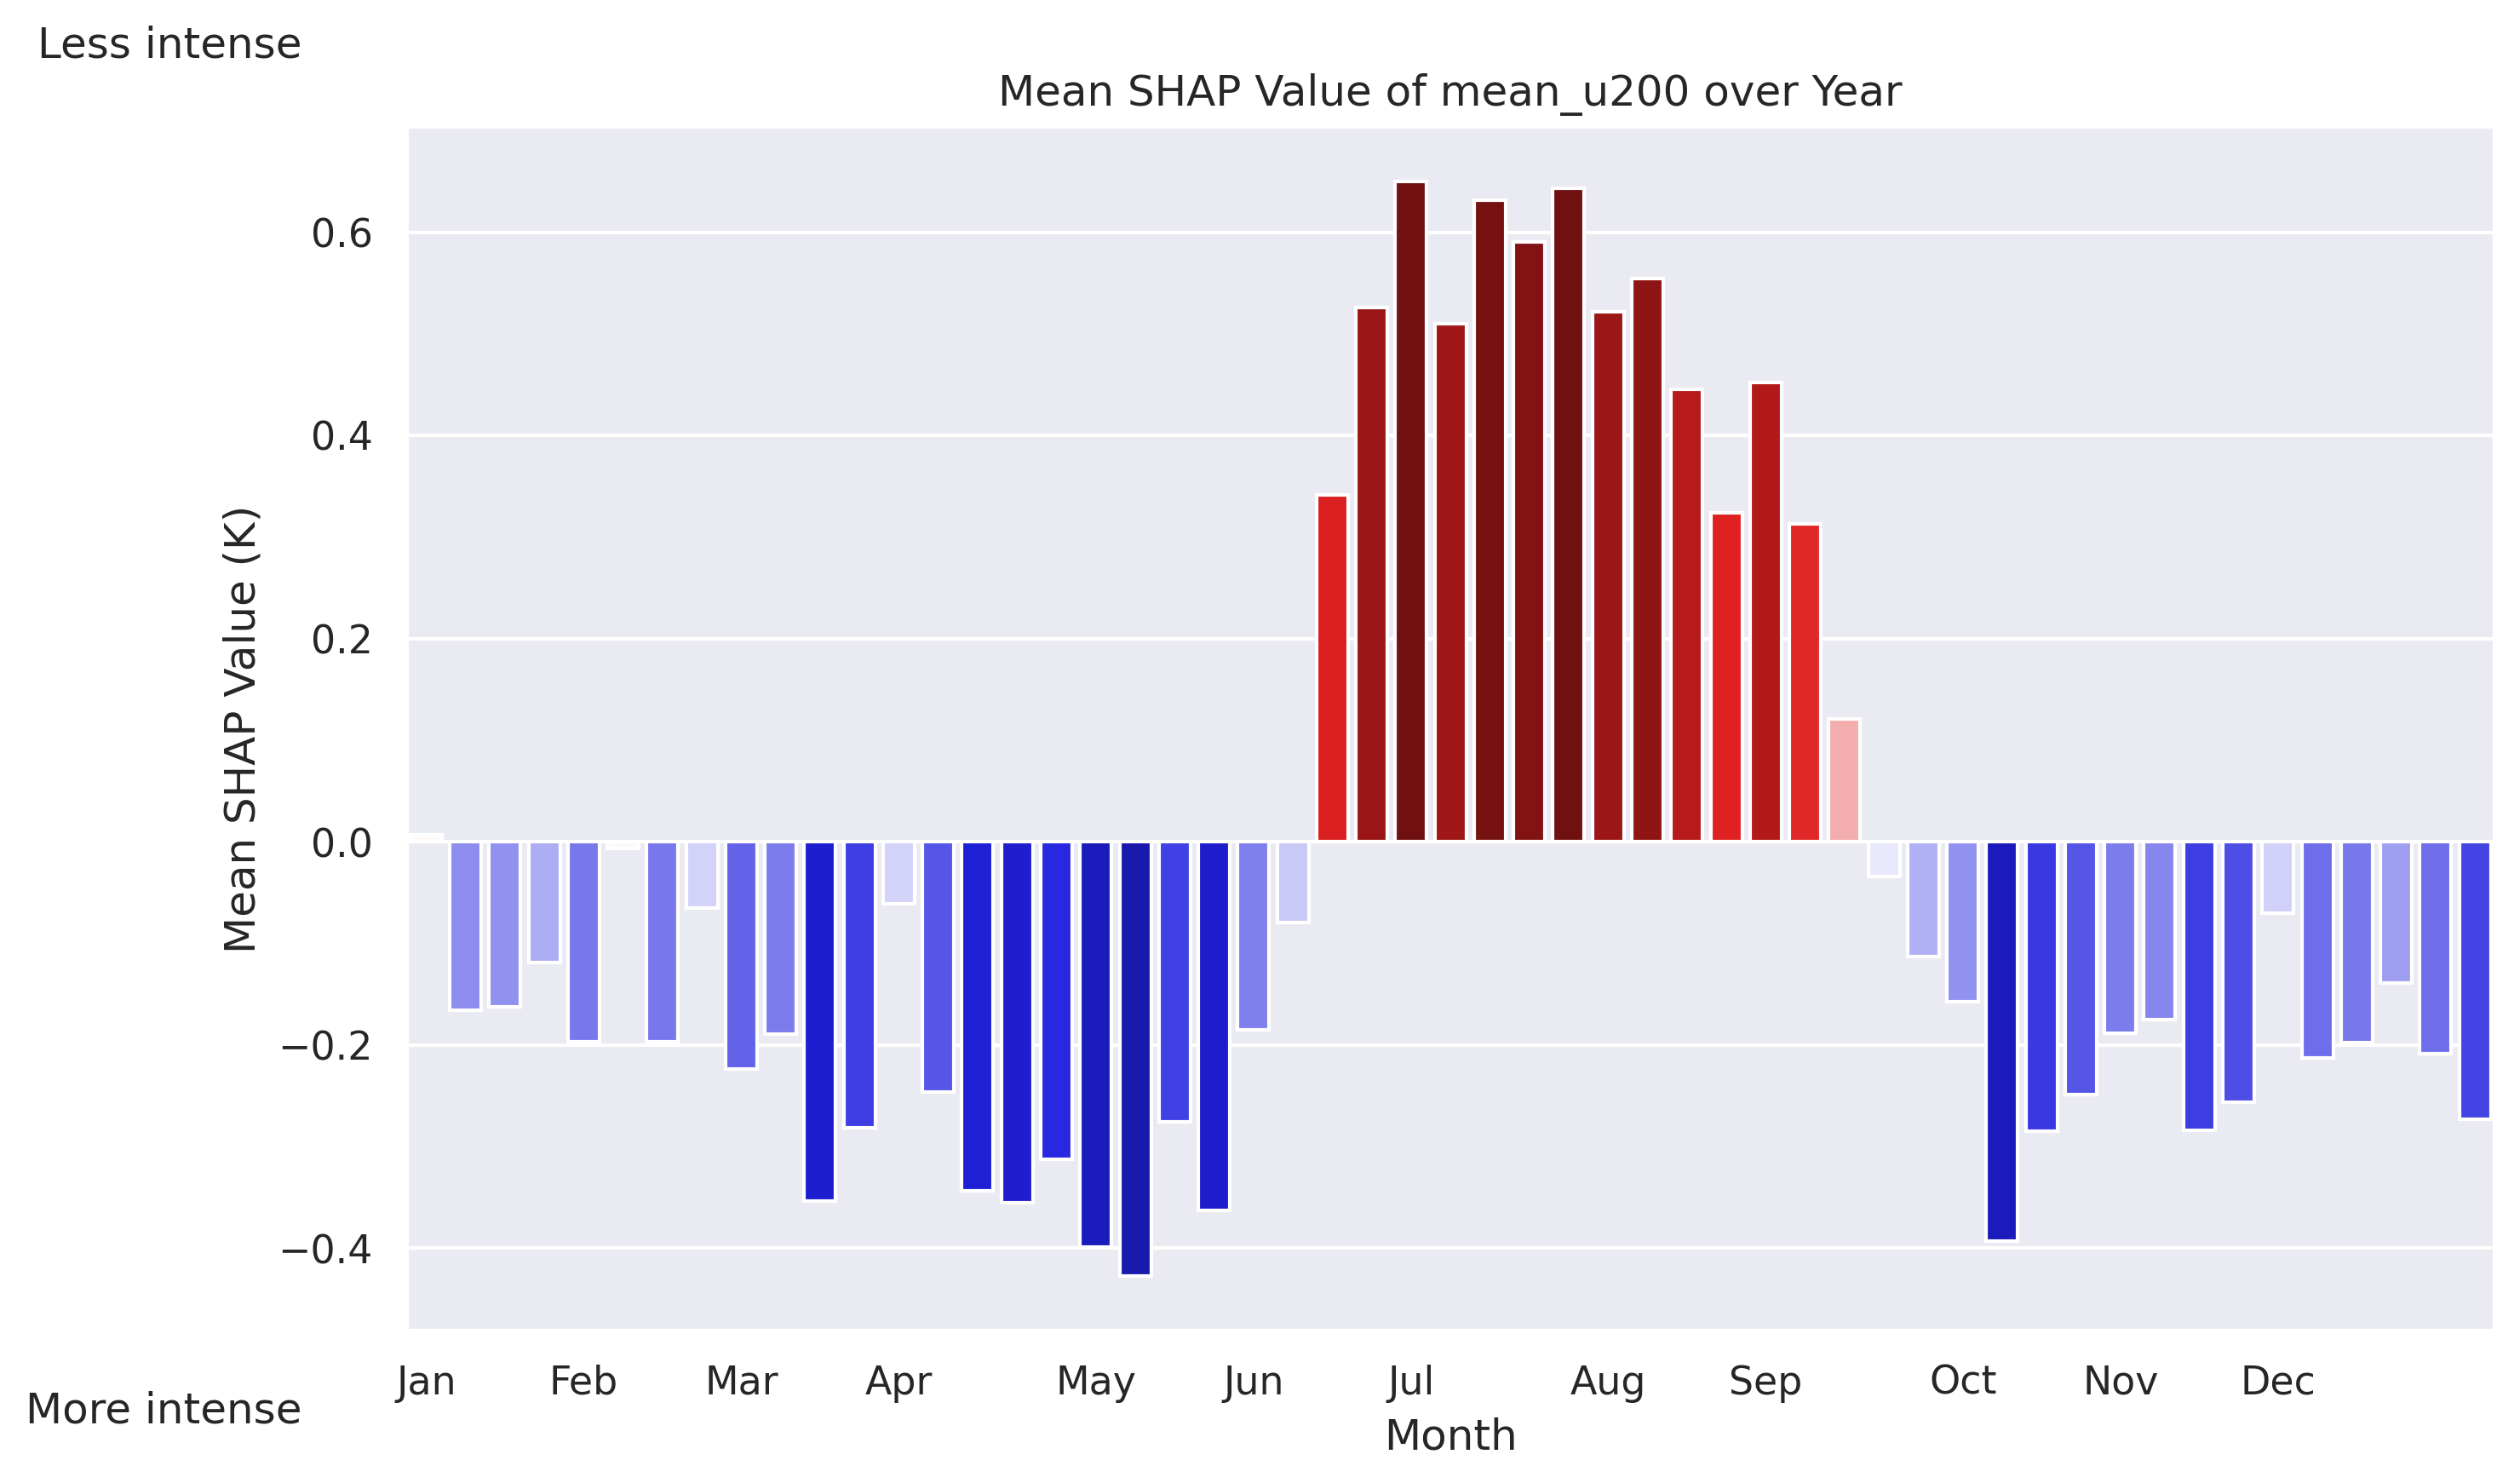 Less intense
Mean SHAP Value of mean_u200 over Year
0.6
0.4
0.2
0.0
−0.2
−0.4
Mean SHAP Value (K)
Jan Feb Mar Apr May Jun Jul Aug Sep Oct Nov Dec
More intense
Month